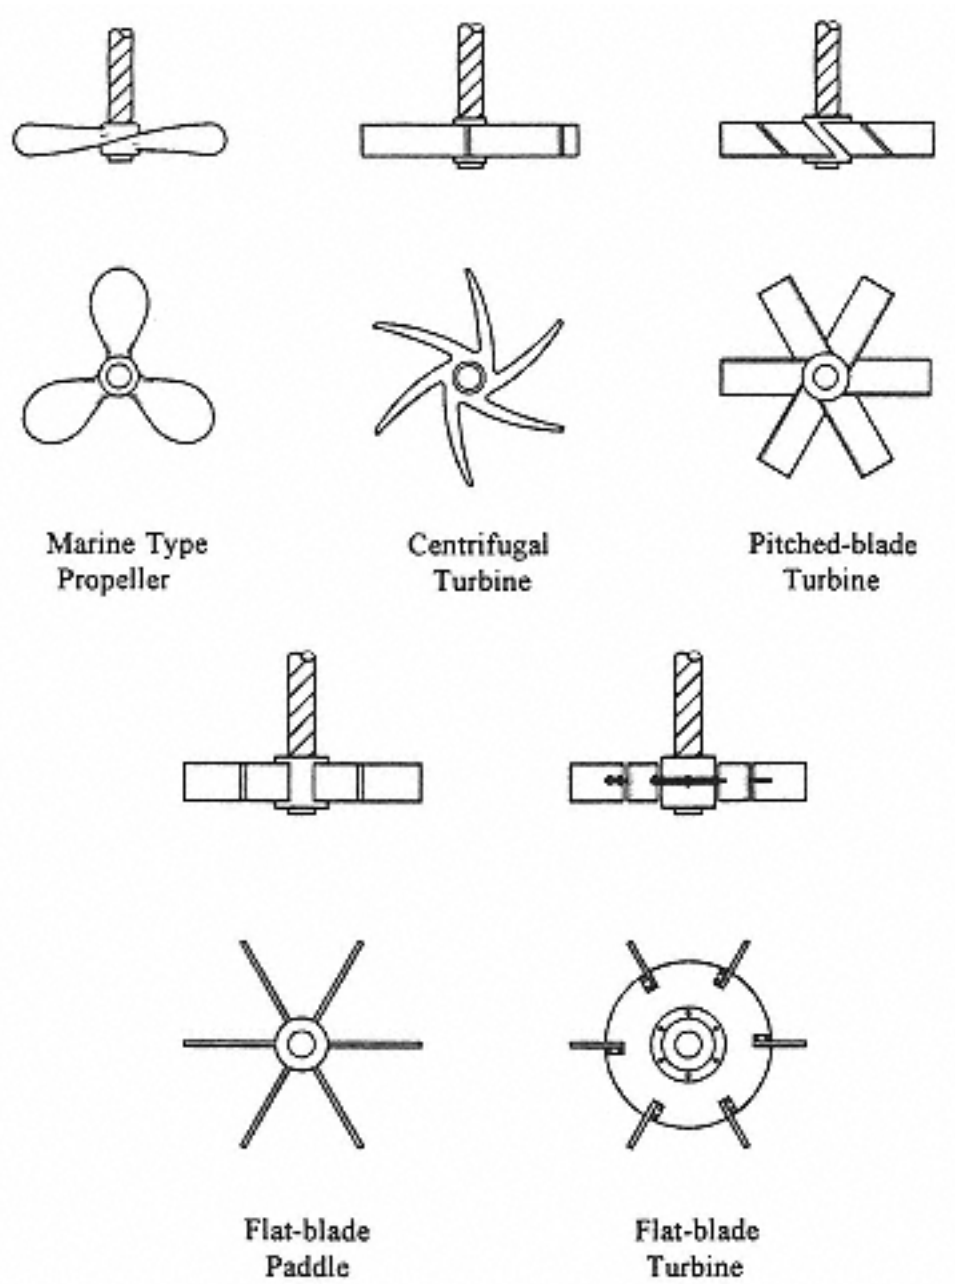 Marine Type
Propeller
Centrifugal
Turbine
Pitched-blade
Turbine
Flat-blade
Paddle
Flat-blade
Turbine